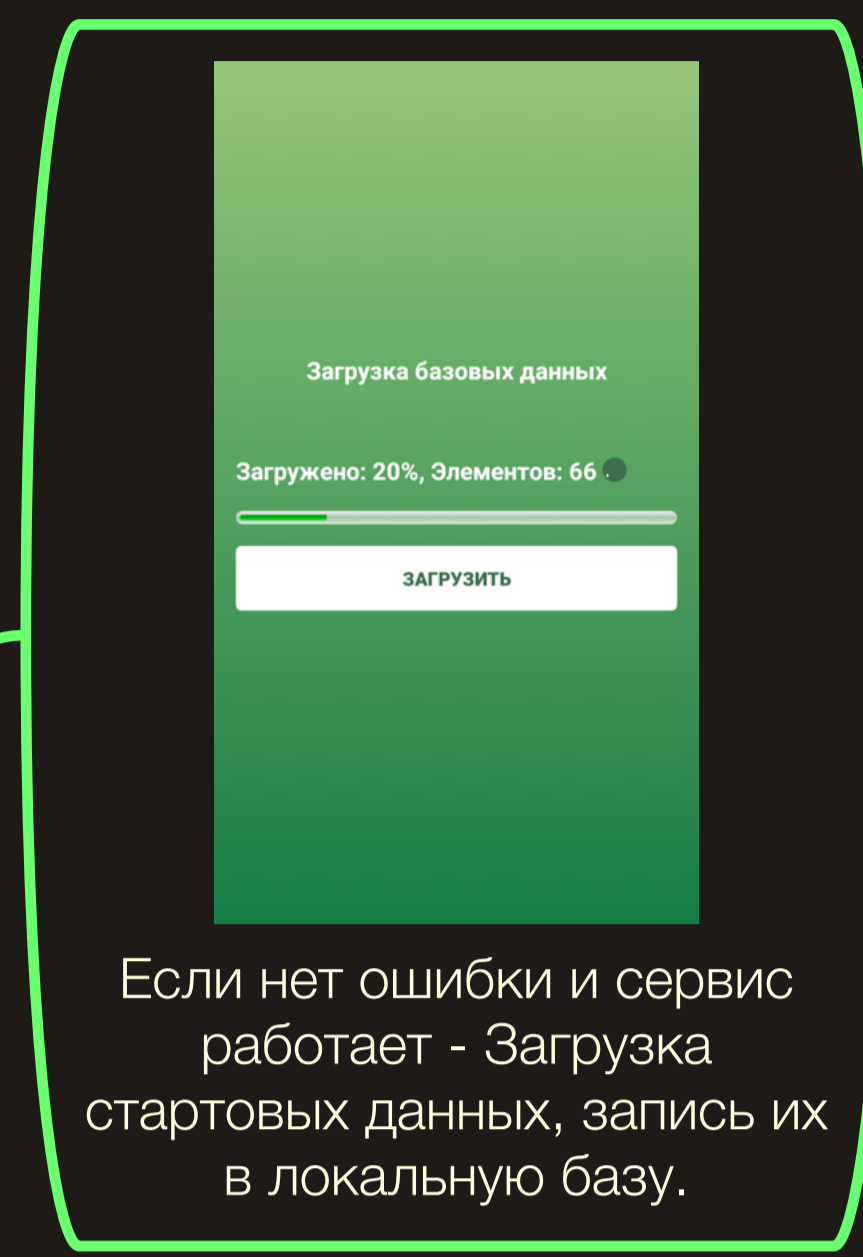 Загрузка базовых данных
Загружено: 20%, Элементов: 66
ЗАГРУЗИТЬ
Если нет ошибки и сервис
работает - Загрузка
стартовых данных, запись их
в локальную базу.